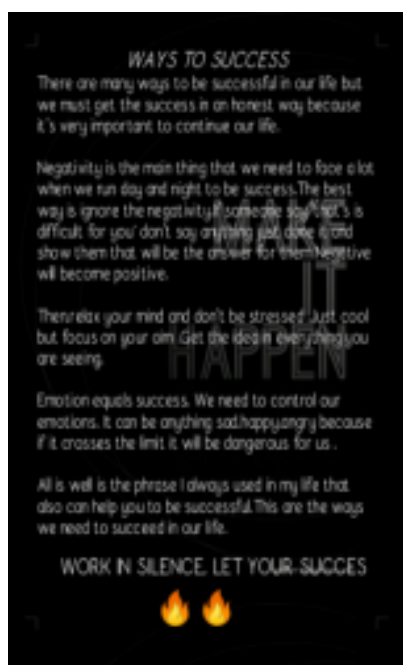 WAYS TO SUCCESS
There are many ways to be successful in our life but
we must get the success in an honest way because
it's very important to continue our life.
Negativity is the main thing that we need to face a lot
when we run day and night to be success.The best
way is ignore the negativity.If someone say"that's is
difficult for you" don't say anything just done it and
show them that will be the answer for them.Negative
will become positive.
Then,relax your mind and don't be stressed .Just cool
but focus on your aim .Get the idea in everything you
are seeing.
Emotion equals success. We need to control our
emotions. It can be anything sad,happy,angry because
if it crosses the limit it will be dangerous for us .
All is well is the phrase I always used in my life that
also can help you to be successful.This are the ways
we need to succeed in our life.
WORK IN SILENCE, LET YOUR SUCCES
MAKE
IT
HAPPEN